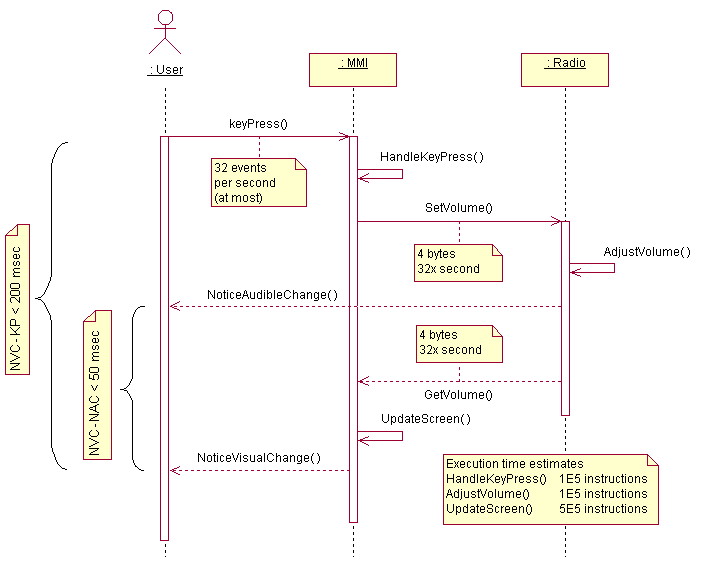 : User
: MMI
: Radio
keyPress()
32 events
per second
(at most)
HandleKeyPress()
SetVolume()
4 bytes
32x second
AdjustVolume()
NVC-KP < 200 msec
NoticeAudibleChange()
NVC-NAC < 50 msec
4 bytes
32x second
GetVolume()
UpdateScreen()
NoticeVisualChange()
Execution time estimates
HandleKeyPress() 1E5 instructions
AdjustVolume() 1E5 instructions
UpdateScreen() 5E5 instructions